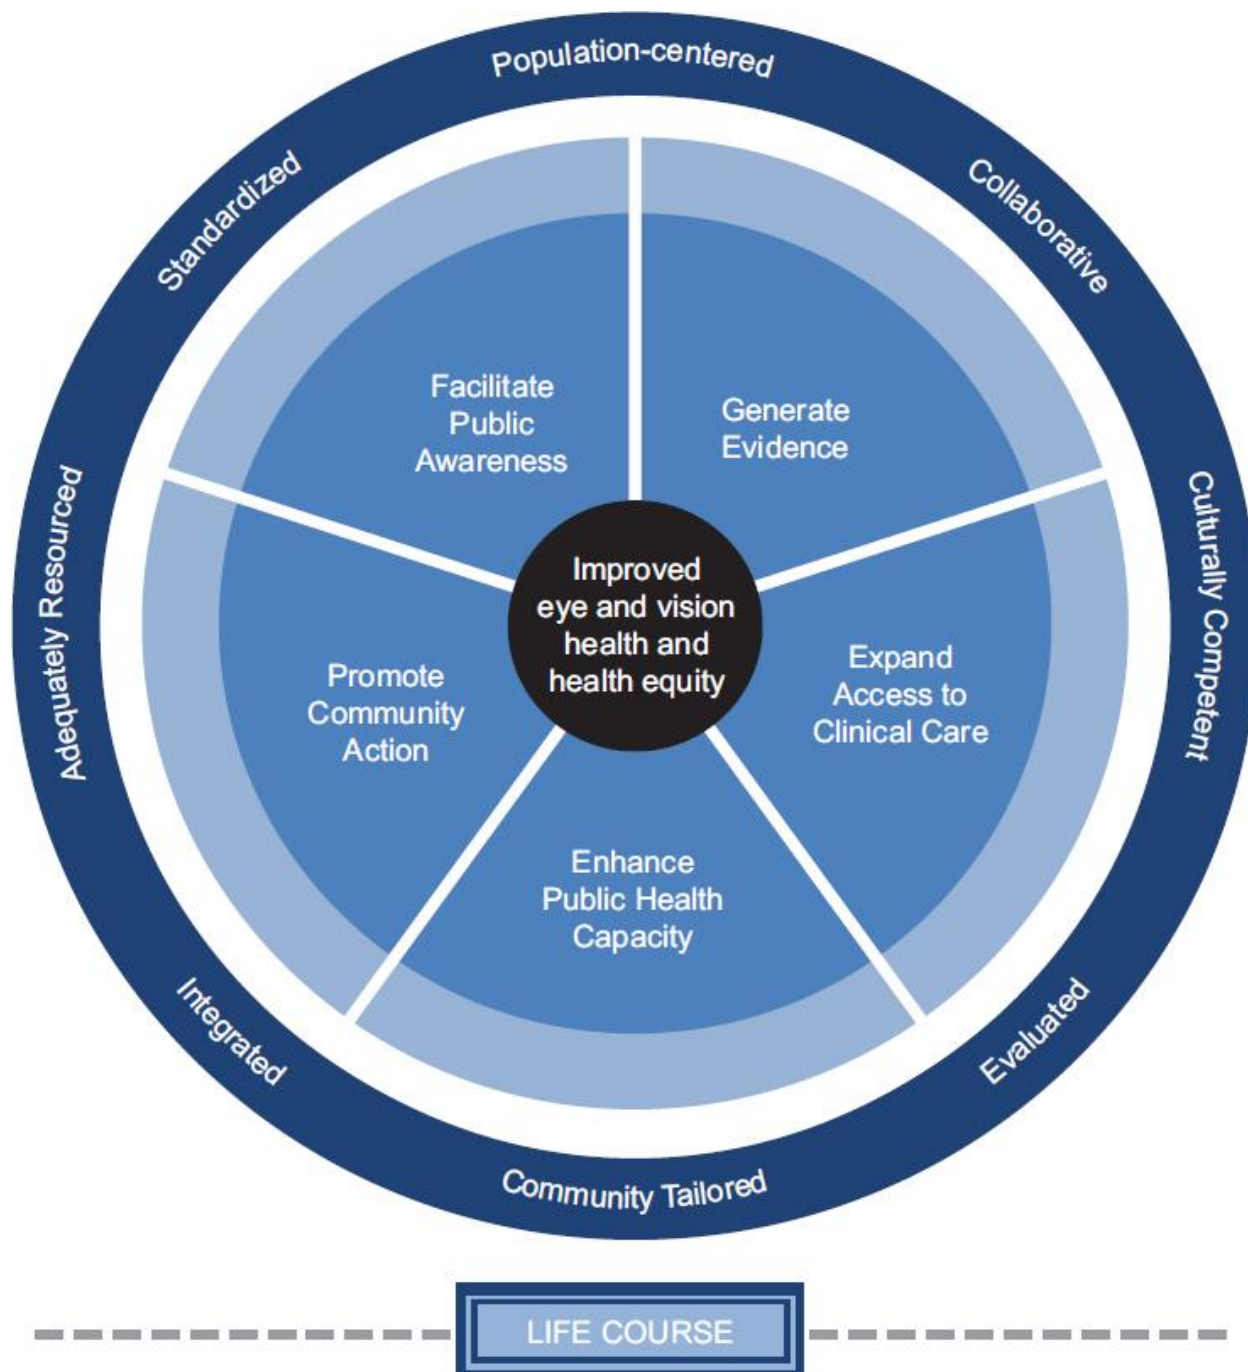 Population-centered
Collaborative
Culturally Competent
Evaluated
Community Tailored
Integrated
Adequately Resourced
Standardized
Facilitate
Public
Awareness
Generate
Evidence
Expand
Access to
Clinical Care
Enhance
Public Health
Capacity
Promote
Community
Action
Improved
eye and vision
health and
health equity
LIFE COURSE